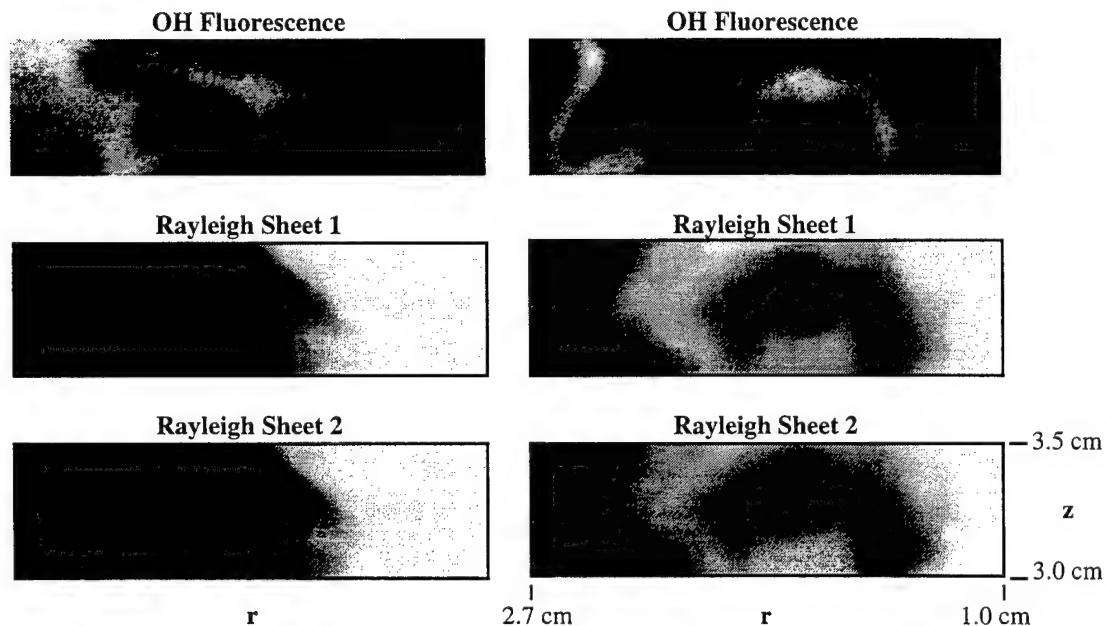 OH Fluorescence
OH Fluorescence
Rayleigh Sheet 1
Rayleigh Sheet 1
Rayleigh Sheet 2
Rayleigh Sheet 2
3.5 cm
z
3.0 cm
r
2.7 cm
r
1.0 cm